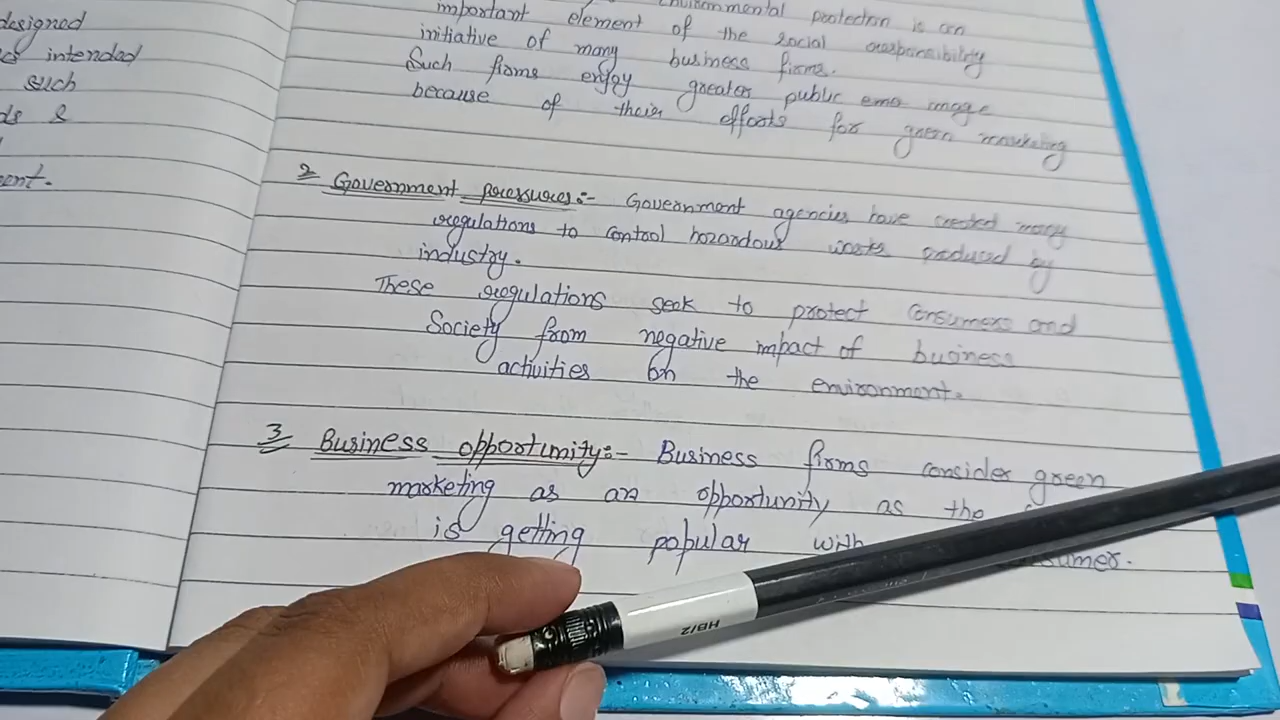 designed
intended
such
&
Environmental protection is an
important element of the social responsibility
initiative of many business firms.
Such firms enjoy greater public image
because of their efforts for green marketing
2 Government pressures:- Government agencies have created many
regulations to control hazardous waste produced by
industry.
These regulations seek to protect consumers and
Society from negative impact of business
activities on the environment.
3 Business opportunity:- Business firms consider green
marketing as an opportunity as the
is getting popular with
HB/2